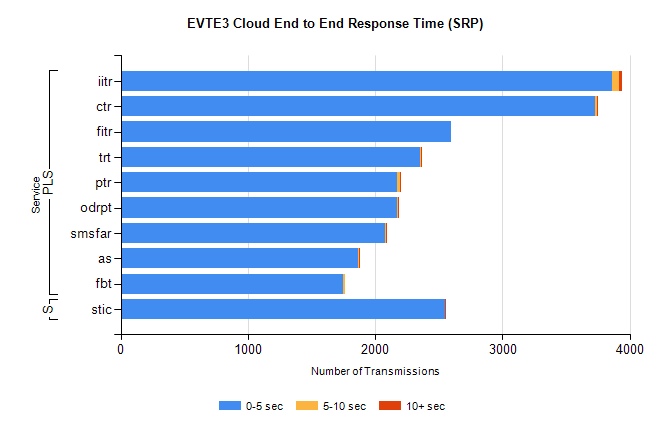 EVTE3 Cloud End to End Response Time (SRP)
Service
PLS
iitr
ctr
fitr
trt
ptr
odrpt
smsfar
as
fbt
stic
0 1000 2000 3000 4000
Number of Transmissions
0-5 sec 5-10 sec 10+ sec